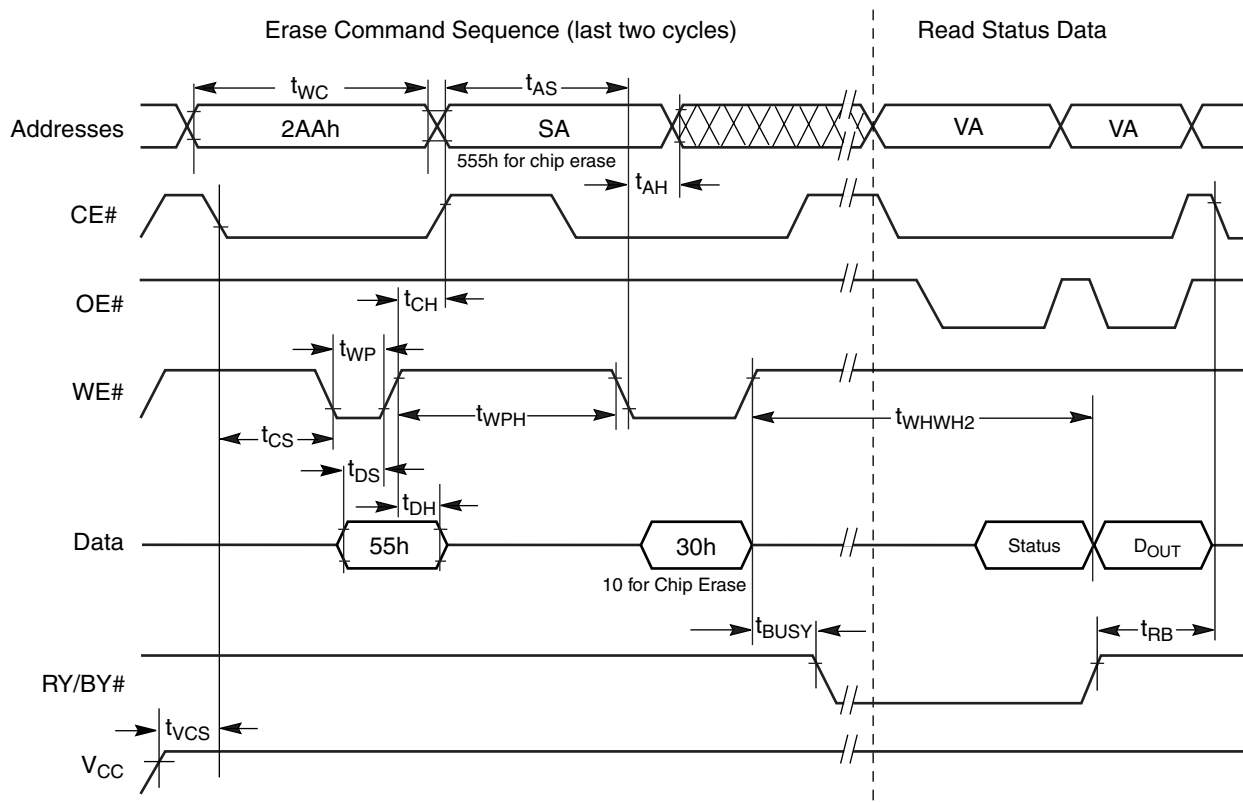 Erase Command Sequence (last two cycles)
Read Status Data
tWC
tAS
Addresses
2AAh
SA
VA
VA
555h for chip erase
tAH
CE#
OE#
tCH
tWP
WE#
tWPH
tWHWH2
tCS
tDS
tDH
Data
55h
30h
Status
DOUT
10 for Chip Erase
tBUSY
tRB
RY/BY#
tVCS
VCC